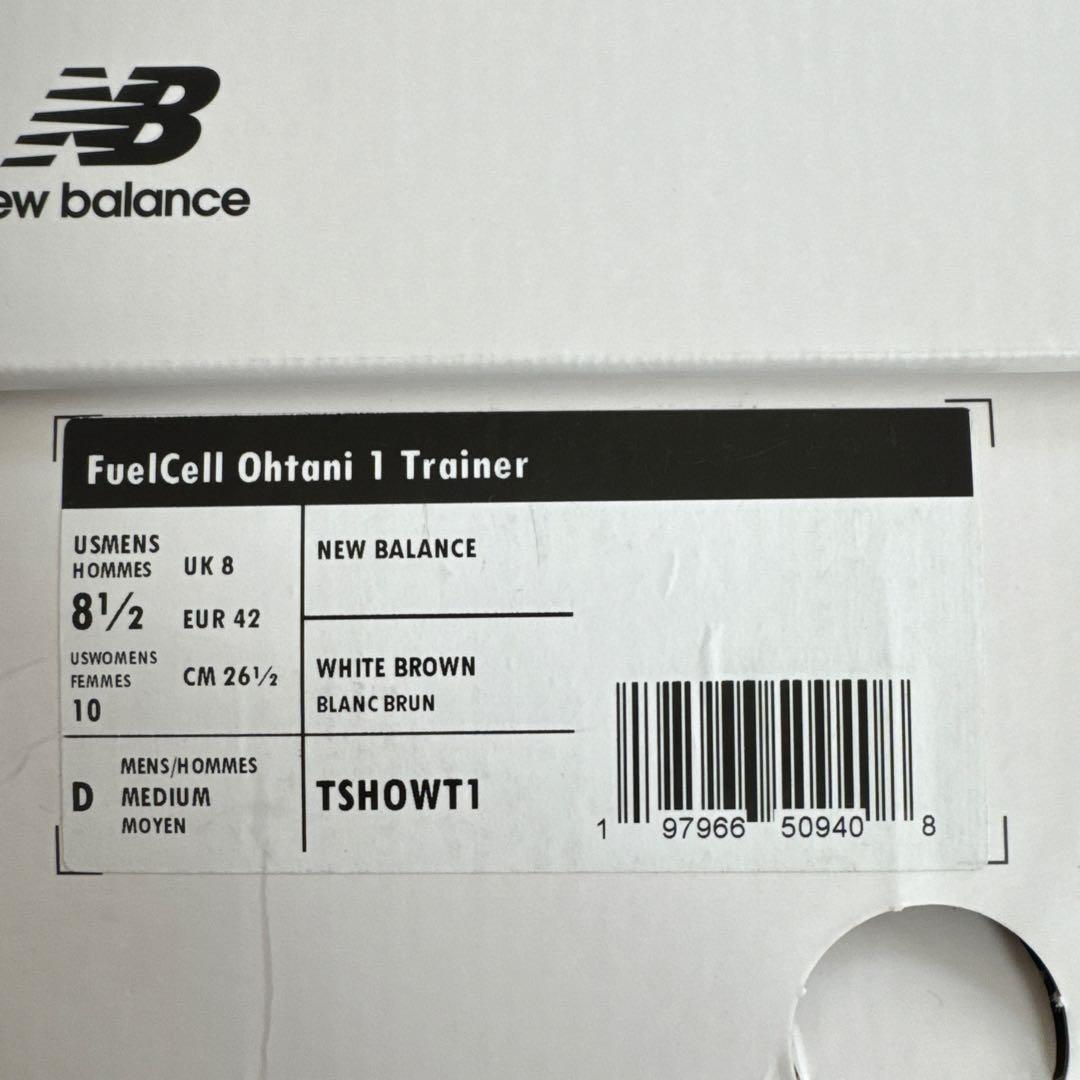 NB
ew balance
FuelCell Ohtani 1 Trainer
USMENS
HOMMES
8½
UK 8
EUR 42
USWOMENS
FEMMES
10
CM 26½
NEW BALANCE
WHITE BROWN
BLANC BRUN
D
MENS/HOMMES
MEDIUM
MOYEN
TSHOWT1
1 97966 50940 8